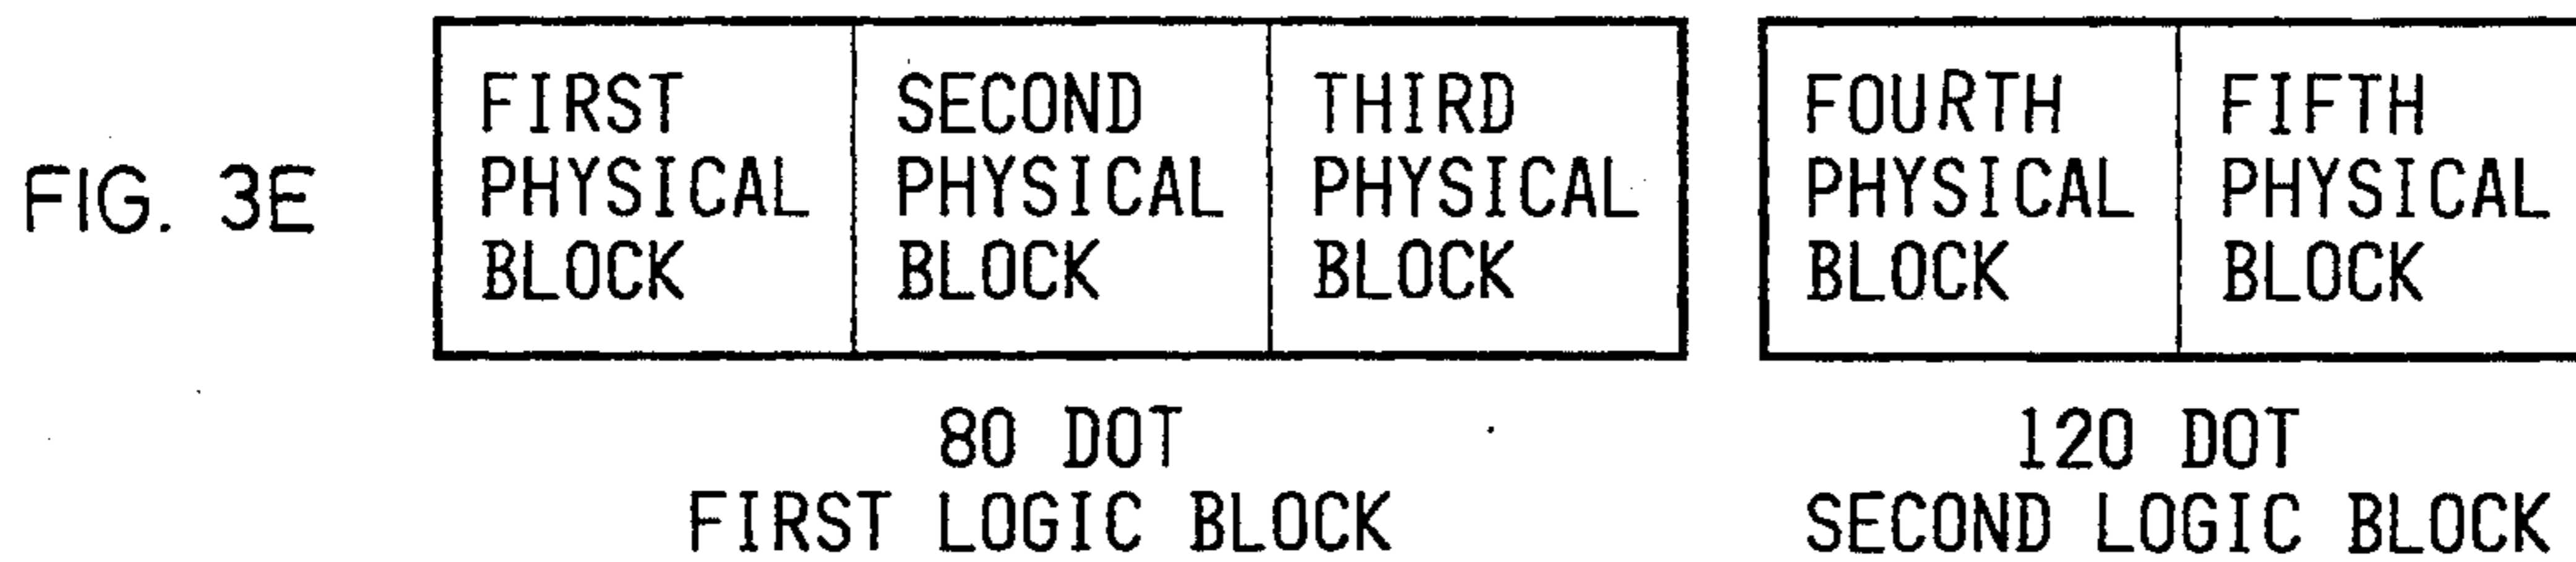 FIG. 3E
FIRST
PHYSICAL
BLOCK
SECOND
PHYSICAL
BLOCK
THIRD
PHYSICAL
BLOCK
FOURTH
PHYSICAL
BLOCK
FIFTH
PHYSICAL
BLOCK
80 DOT
FIRST LOGIC BLOCK
120 DOT
SECOND LOGIC BLOCK